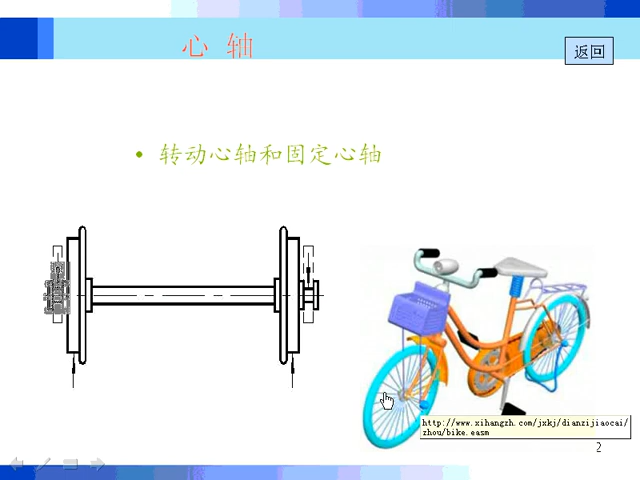 心 轴
返回
• 转动心轴和固定心轴
http://www.xihangzh.com/jxkj/dianzijiaocai/
zhou/bike.easm
2